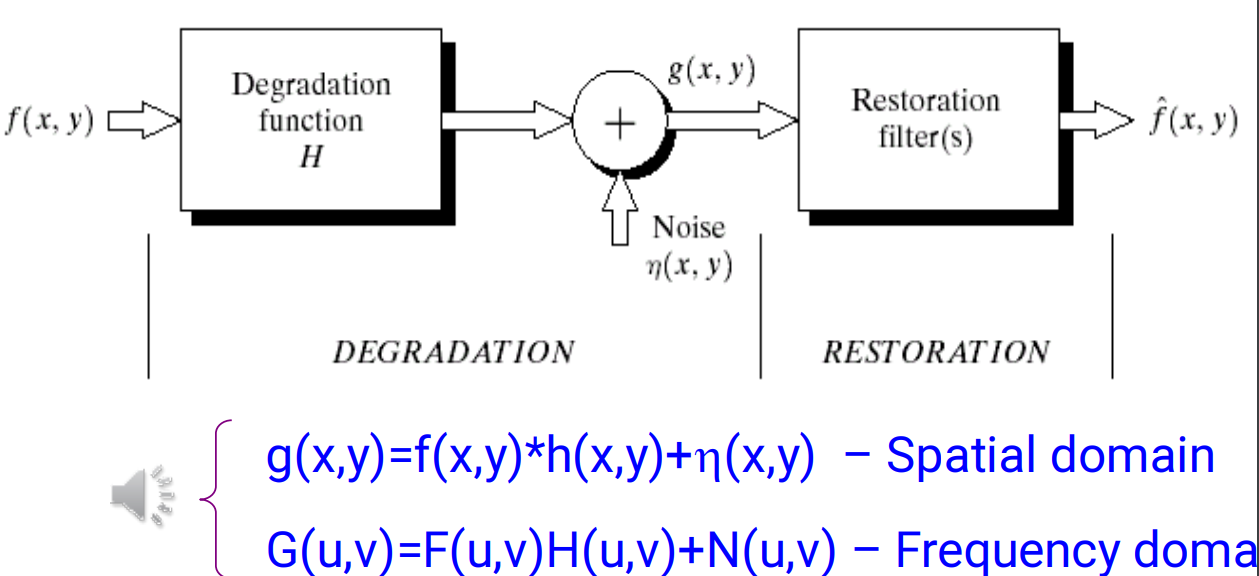 f(x, y)
Degradation
function
H
+
Noise
η(x, y)
g(x, y)
Restoration
filter(s)
f̂(x, y)
DEGRADATION
RESTORATION
g(x,y)=f(x,y)*h(x,y)+η(x,y) – Spatial domain
G(u,v)=F(u,v)H(u,v)+N(u,v) – Frequency doma